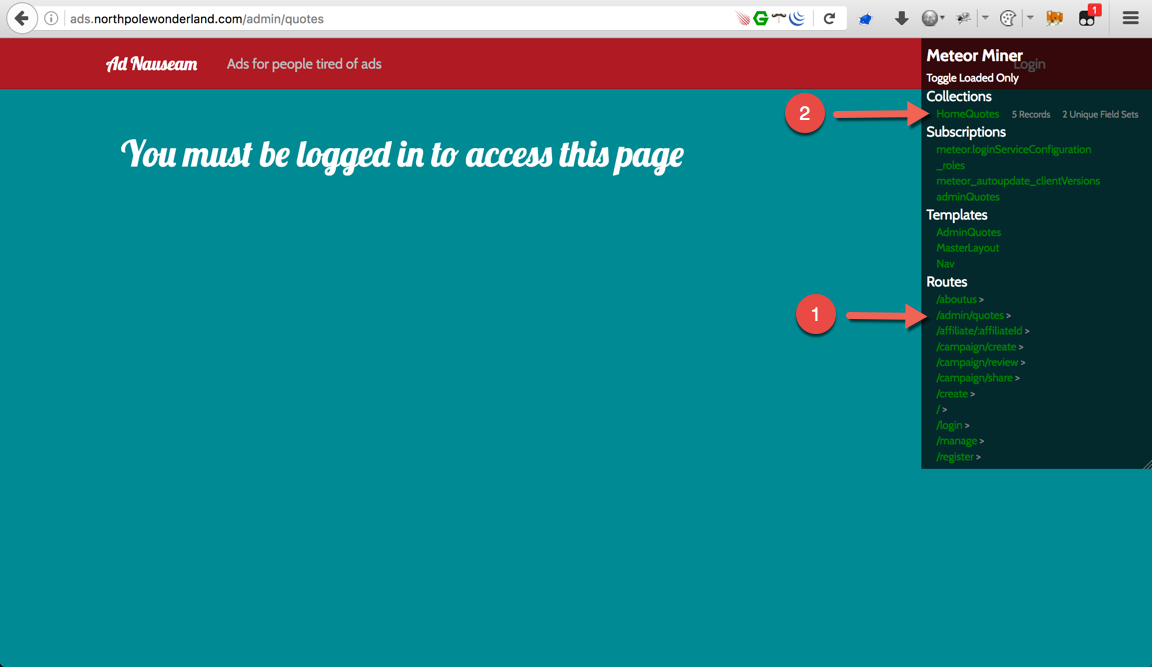 ads.northpolewonderland.com/admin/quotes
1
Ad Nauseam
Ads for people tired of ads
Login
You must be logged in to access this page
Meteor Miner
Toggle Loaded Only
Collections
HomeQuotes 5 Records 2 Unique Field Sets
2
Subscriptions
meteor.loginServiceConfiguration
_roles
meteor_autoupdate_clientVersions
adminQuotes
Templates
AdminQuotes
MasterLayout
Nav
Routes
/aboutus >
/admin/quotes >
1
/affiliate/:affiliateId >
/campaign/create >
/campaign/review >
/campaign/share >
/create >
/ >
/login >
/manage >
/register >